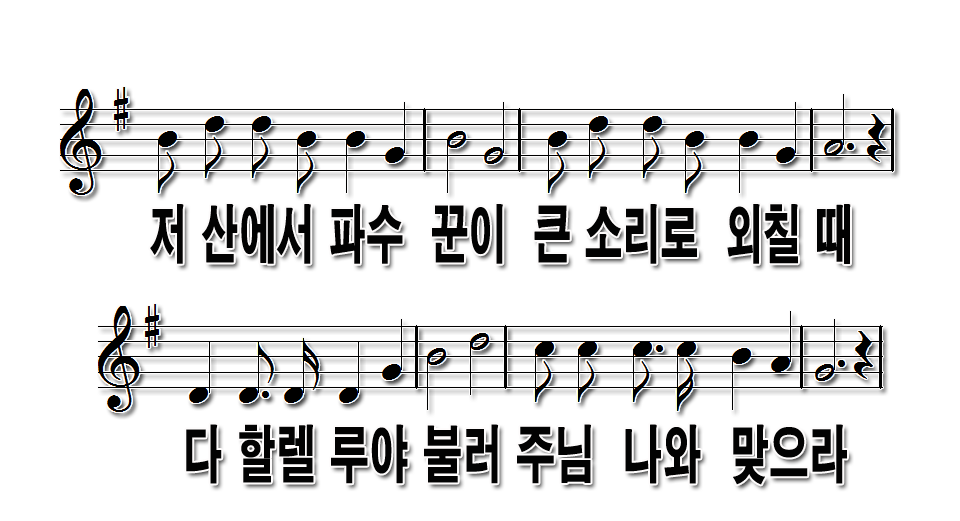 저 산에서 파수 꾼이 큰 소리로 외칠 때
다 할렐 루야 불러 주님 나와 맞으라